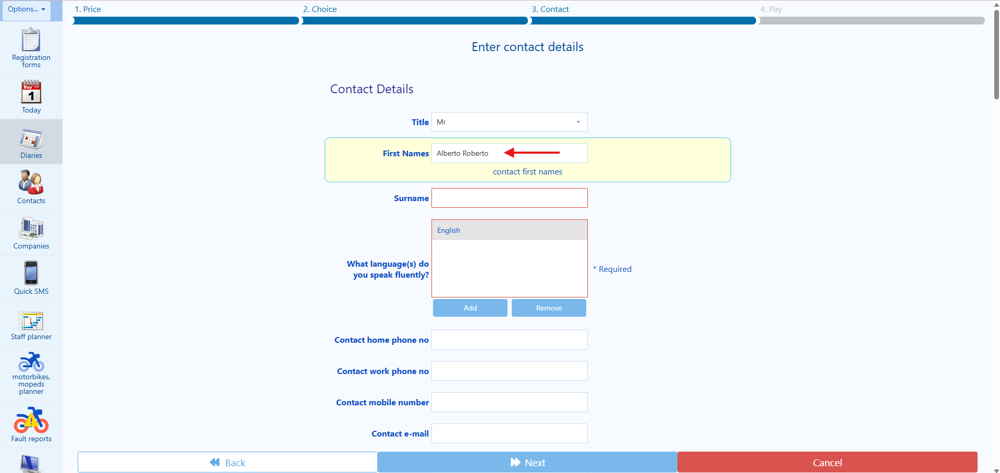 Options...
1. Price
2. Choice
3. Contact
4. Pay
Registration
forms
Day
1
Today
Diaries
Contacts
Companies
Quick SMS
Staff planner
motorbikes,
mopeds
planner
Fault reports
Enter contact details
Contact Details
Title Mr
First Names Alberto Roberto
contact first names
Surname
English
What language(s) do
you speak fluently?
* Required
Add Remove
Contact home phone no
Contact work phone no
Contact mobile number
Contact e-mail
Back Next Cancel